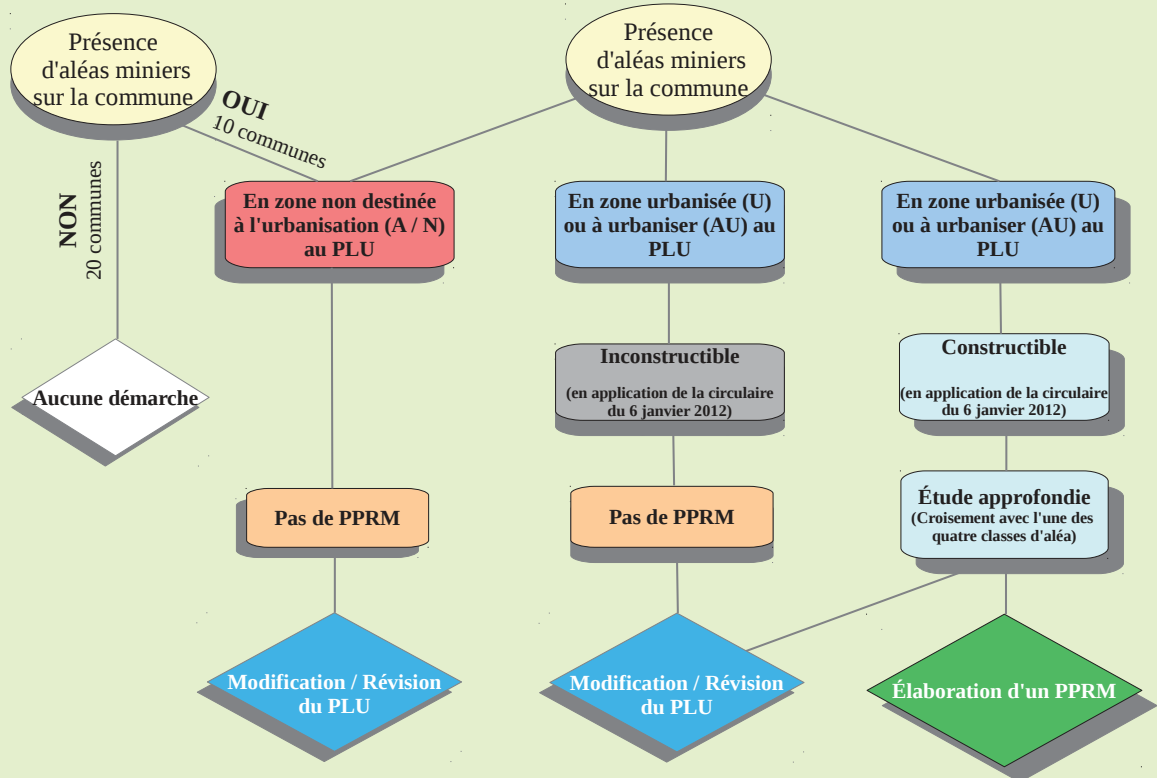 Présence
d'aléas miniers
sur la commune
Présence
d'aléas miniers
sur la commune
OUI
10 communes
NON
20 communes
En zone non destinée
à l'urbanisation (A / N)
au PLU
En zone urbanisée (U)
ou à urbaniser (AU) au
PLU
En zone urbanisée (U)
ou à urbaniser (AU) au
PLU
Inconstructible
(en application de la circulaire
du 6 janvier 2012)
Constructible
(en application de la circulaire
du 6 janvier 2012)
Aucune démarche
Pas de PPRM
Pas de PPRM
Étude approfondie
(Croisement avec l'une des
quatre classes d'aléa)
Modification / Révision
du PLU
Modification / Révision
du PLU
Élaboration d'un PPRM